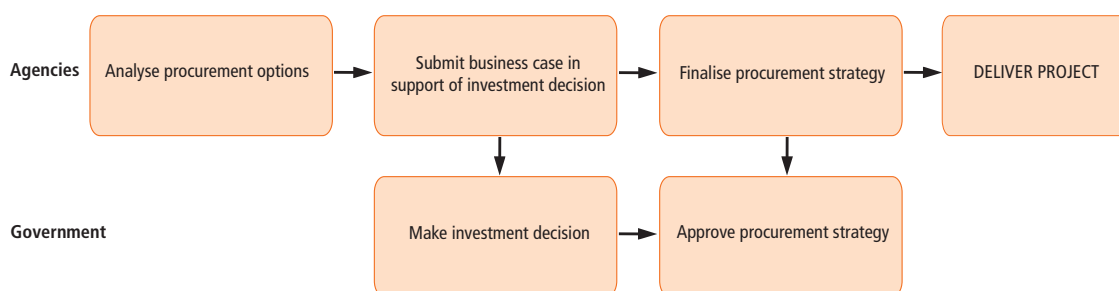 Agencies
Analyse procurement options
Submit business case in
support of investment decision
Finalise procurement strategy
DELIVER PROJECT
Government
Make investment decision
Approve procurement strategy